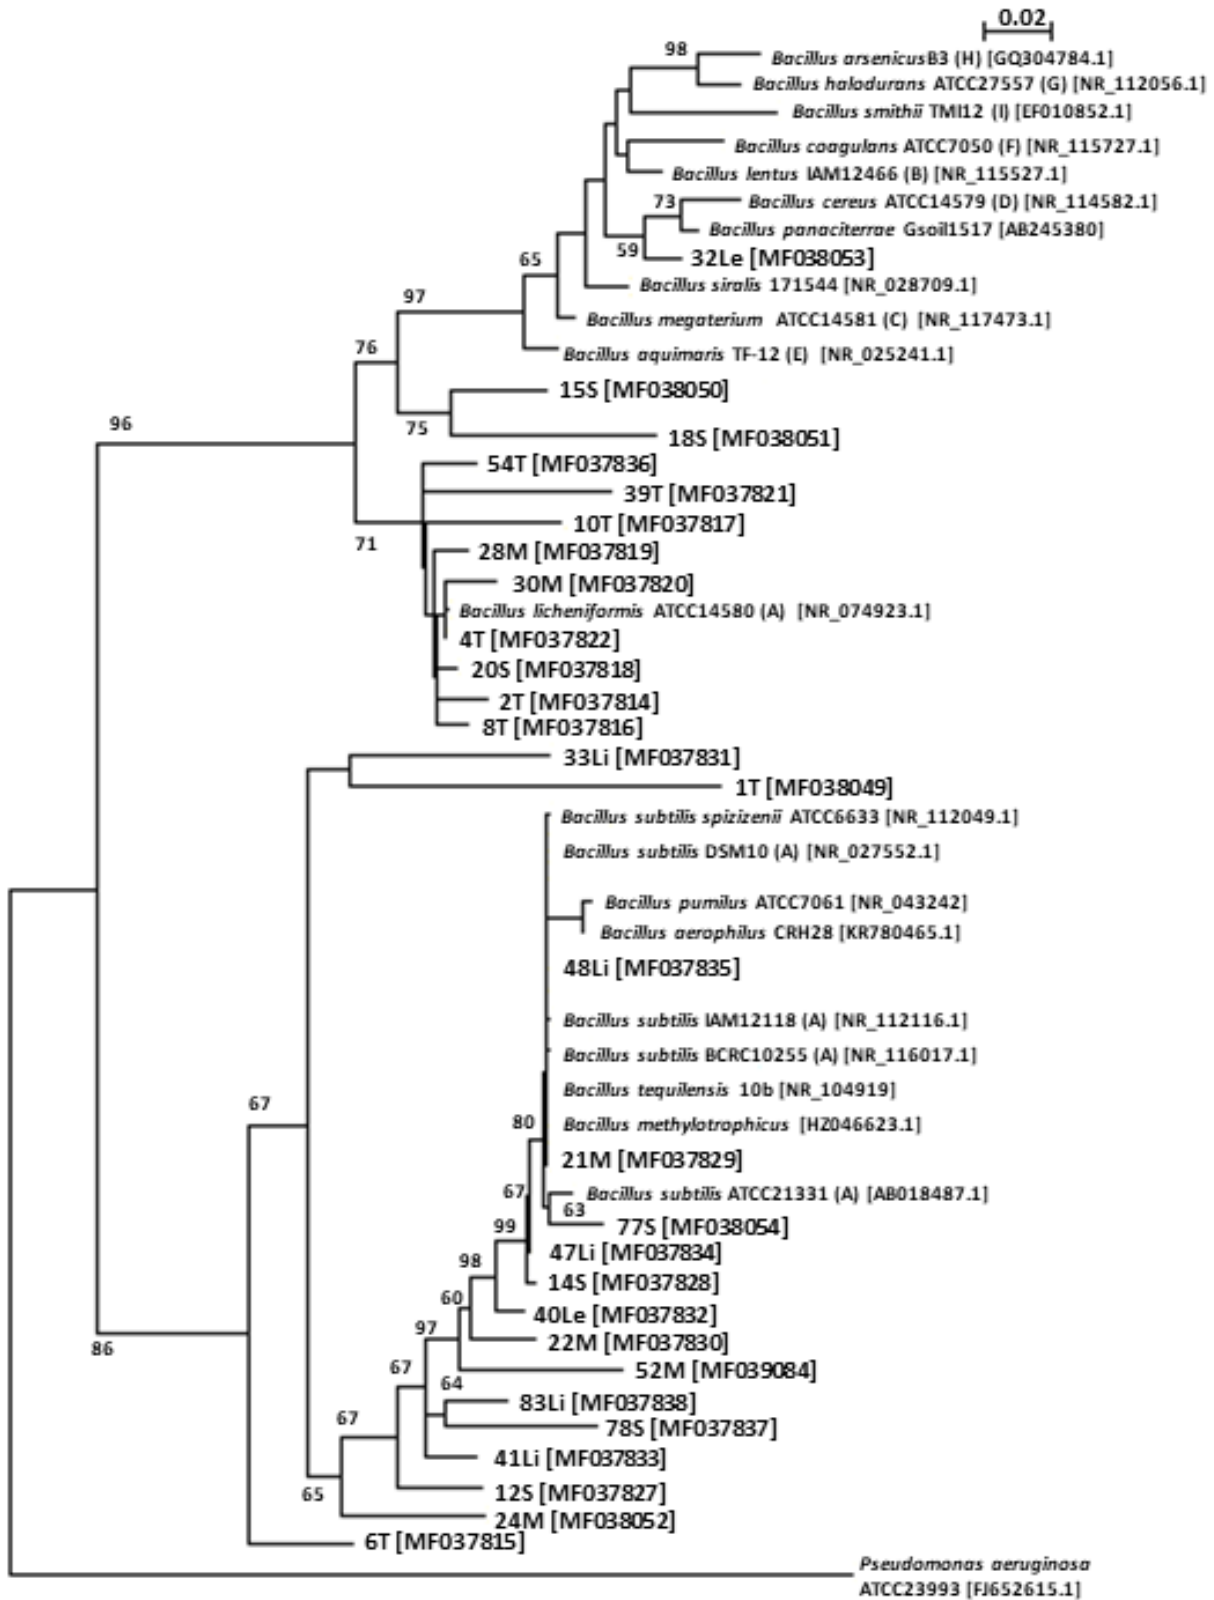 0.02
98
Bacillus arsenicusB3 (H) [GQ304784.1]
Bacillus halodurans ATCC27557 (G) [NR_112056.1]
Bacillus smithii TMI12 (I) [EF010852.1]
Bacillus coagulans ATCC7050 (F) [NR_115727.1]
Bacillus lentus IAM12466 (B) [NR_115527.1]
73
Bacillus cereus ATCC14579 (D) [NR_114582.1]
Bacillus panaciterrae Gsoil1517 [AB245380]
59
32Le [MF038053]
65
Bacillus siralis 171544 [NR_028709.1]
97
Bacillus megaterium ATCC14581 (C) [NR_117473.1]
76
Bacillus aquimaris TF-12 (E) [NR_025241.1]
15S [MF038050]
96
75
18S [MF038051]
54T [MF037836]
39T [MF037821]
10T [MF037817]
71
28M [MF037819]
30M [MF037820]
Bacillus licheniformis ATCC14580 (A) [NR_074923.1]
4T [MF037822]
20S [MF037818]
2T [MF037814]
8T [MF037816]
33Li [MF037831]
1T [MF038049]
Bacillus subtilis spizizenii ATCC6633 [NR_112049.1]
Bacillus subtilis DSM10 (A) [NR_027552.1]
Bacillus pumilus ATCC7061 [NR_043242]
Bacillus aerophilus CRH28 [KR780465.1]
48Li [MF037835]
Bacillus subtilis IAM12118 (A) [NR_112116.1]
Bacillus subtilis BCRC10255 (A) [NR_116017.1]
Bacillus tequilensis 10b [NR_104919]
67
80
Bacillus methylotrophicus [HZ046623.1]
21M [MF037829]
67
Bacillus subtilis ATCC21331 (A) [AB018487.1]
63
99
77S [MF038054]
47Li [MF037834]
98
14S [MF037828]
60
40Le [MF037832]
97
22M [MF037830]
86
67
52M [MF039084]
64
83Li [MF037838]
67
78S [MF037837]
41Li [MF037833]
65
12S [MF037827]
24M [MF038052]
6T [MF037815]
Pseudomonas aeruginosa
ATCC23993 [FJ652615.1]